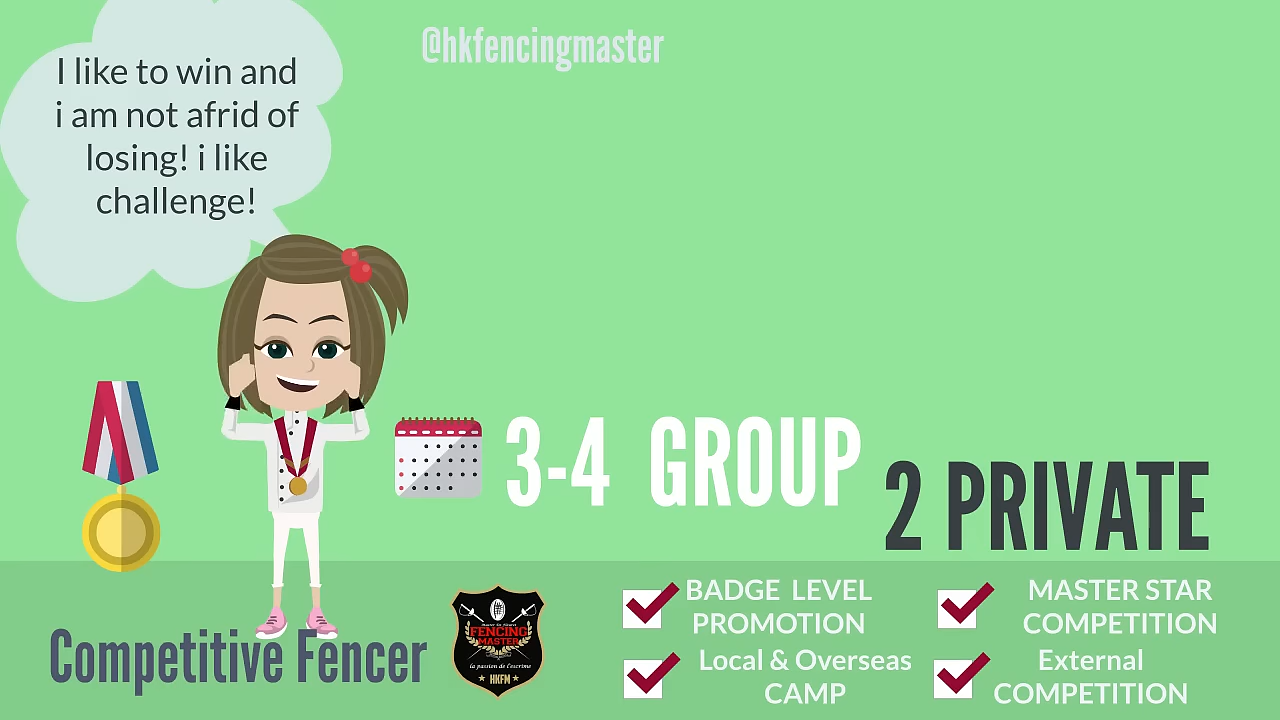 @hkfencingmaster
I like to win and
i am not afrid of
losing! i like
challenge!
3-4 GROUP
2 PRIVATE
Competitive Fencer
FENCING
MASTER
la passion de l'escrime
HKFM
BADGE LEVEL
PROMOTION
MASTER STAR
COMPETITION
Local & Overseas
CAMP
External
COMPETITION